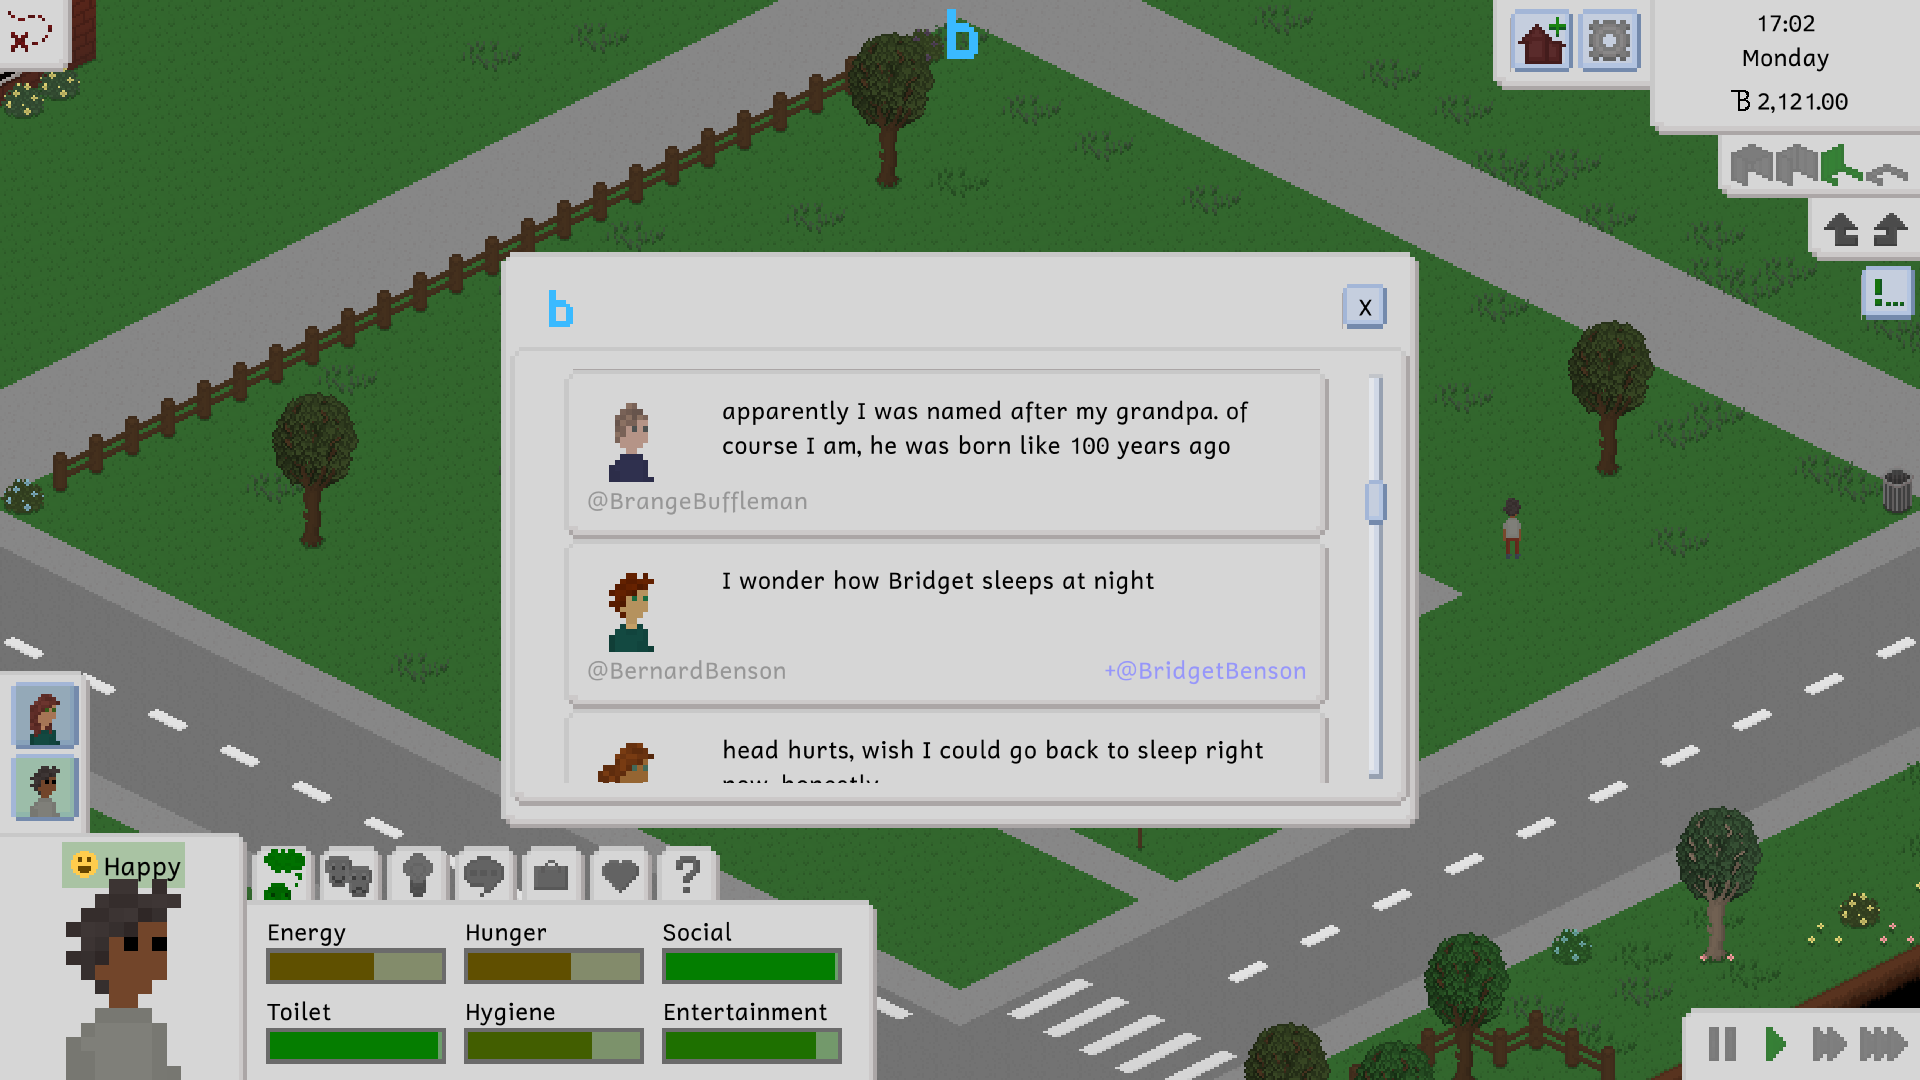 b
17:02
Monday
B 2,121.00
b
X
apparently I was named after my grandpa. of
course I am, he was born like 100 years ago
@BrangeBuffleman
I wonder how Bridget sleeps at night
@BernardBenson
+@BridgetBenson
head hurts, wish I could go back to sleep right
now, honestly
Happy
?
Energy
Hunger
Social
Toilet
Hygiene
Entertainment
!...